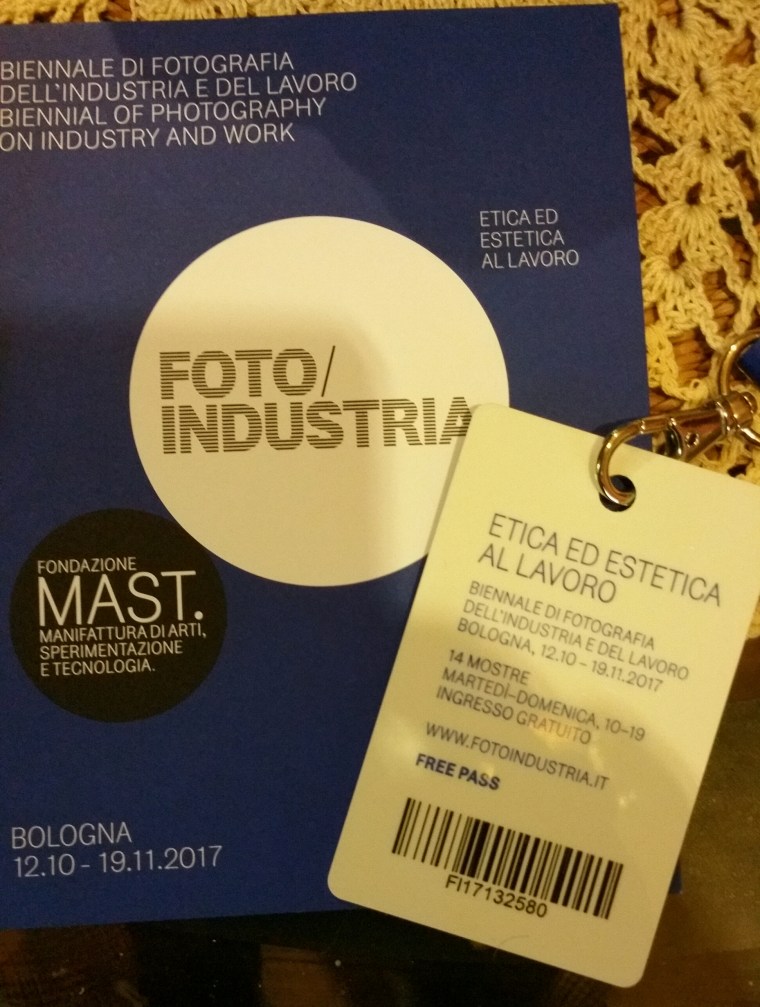 BIENNALE DI FOTOGRAFIA
DELL'INDUSTRIA E DEL LAVORO
BIENNIAL OF PHOTOGRAPHY
ON INDUSTRY AND WORK
ETICA ED
ESTETICA
AL LAVORO
FOTO/
INDUSTRIA
FONDAZIONE
MAST.
MANIFATTURA DI ARTI,
SPERIMENTAZIONE
E TECNOLOGIA.
BOLOGNA
12.10 - 19.11.2017
ETICA ED ESTETICA
AL LAVORO
BIENNALE DI FOTOGRAFIA
DELL'INDUSTRIA E DEL LAVORO
BOLOGNA, 12.10 - 19.11.2017
14 MOSTRE
MARTEDÌ-DOMENICA, 10-19
INGRESSO GRATUITO
WWW.FOTOINDUSTRIA.IT
FREE PASS
FI17132580